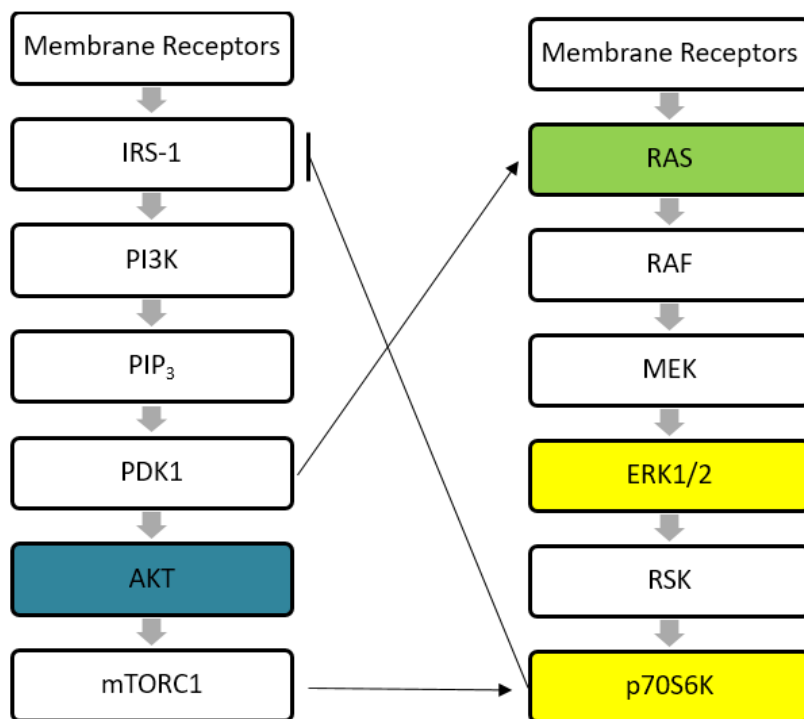 Membrane Receptors
IRS-1
PI3K
PIP₃
PDK1
AKT
mTORC1
Membrane Receptors
RAS
RAF
MEK
ERK1/2
RSK
p70S6K